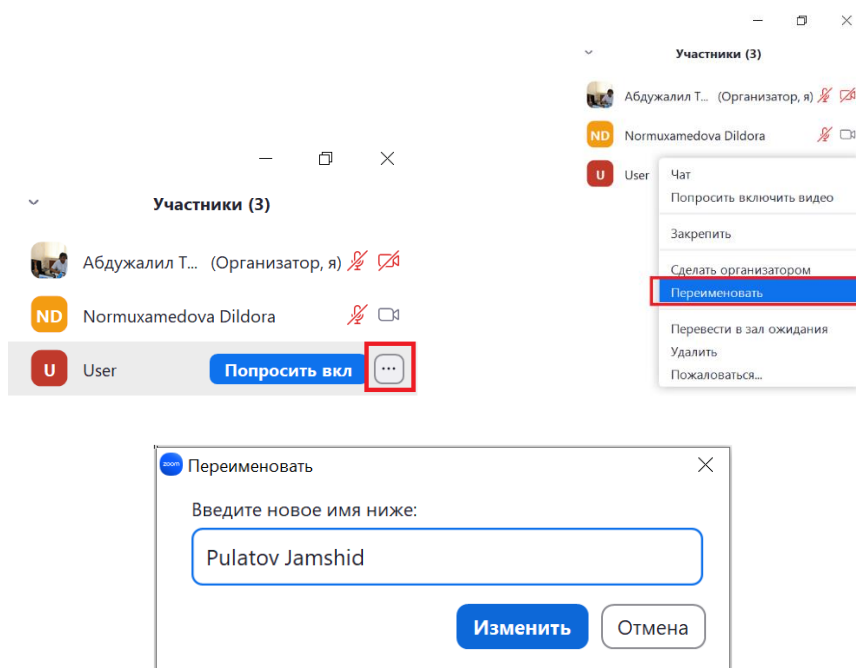 Участники (3)
Абдужалил Т... (Организатор, я)
ND Normuxamedova Dildora
U User Попросить вкл ...
Участники (3)
Абдужалил Т... (Организатор, я)
ND Normuxamedova Dildora
U User
Чат
Попросить включить видео
Закрепить
Сделать организатором
Переименовать
Перевести в зал ожидания
Удалить
Пожаловаться...
zoom Переименовать
Введите новое имя ниже:
Pulatov Jamshid
Изменить Отмена